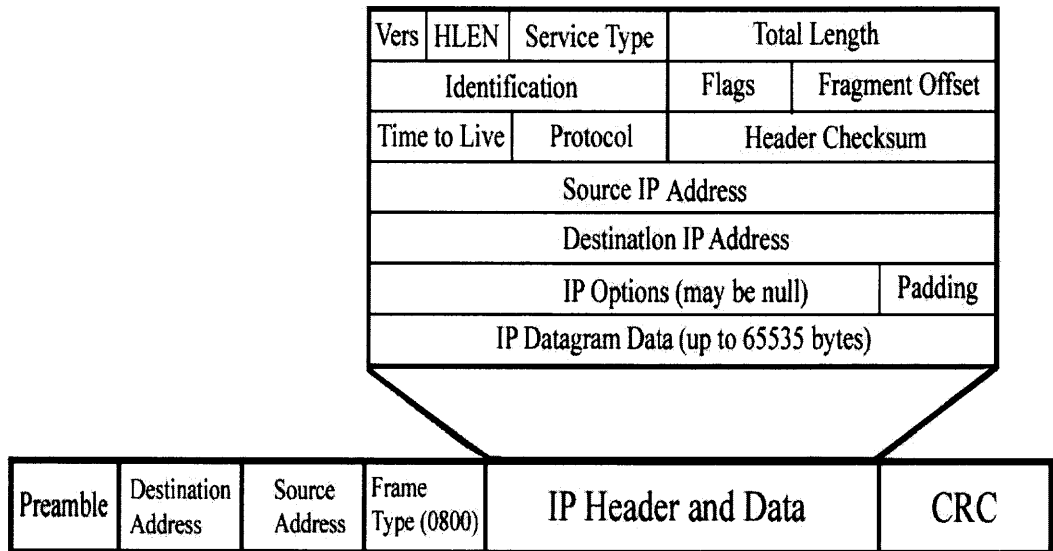 Vers HLEN Service Type Total Length
Identification Flags Fragment Offset
Time to Live Protocol Header Checksum
Source IP Address
Destinatlon IP Address
IP Options (may be null) Padding
IP Datagram Data (up to 65535 bytes)
Preamble
Destination
Address
Source
Address
Frame
Type (0800)
IP Header and Data
CRC